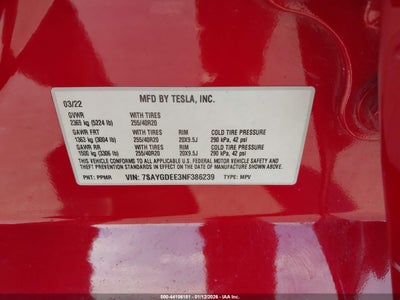 MFD BY TESLA, INC.
03/22
GVWR WITH TIRES
2365 kg (5224 lb) 255/40R20
GAWR FRT WITH TIRES RIM COLD TIRE PRESSURE
1363 kg (3004 lb) 255/40R20 20X9.5J 290 kPa, 42 psi
GAWR RR WITH TIRES RIM COLD TIRE PRESSURE
1500 kg (3306 lb) 255/40R20 20X9.5J 290 kPa, 42 psi
THIS VEHICLE CONFORMS TO ALL APPLICABLE U.S. FEDERAL MOTOR VEHICLE SAFETY AND
THEFT PREVENTION STANDARDS IN EFFECT ON THE DATE OF MANUFACTURE SHOWN ABOVE.
PNT: PPMR VIN: 7SAYGDEE3NF386239 TYPE: MPV
000-44106181 - 01/12/2026 - IAA Inc.